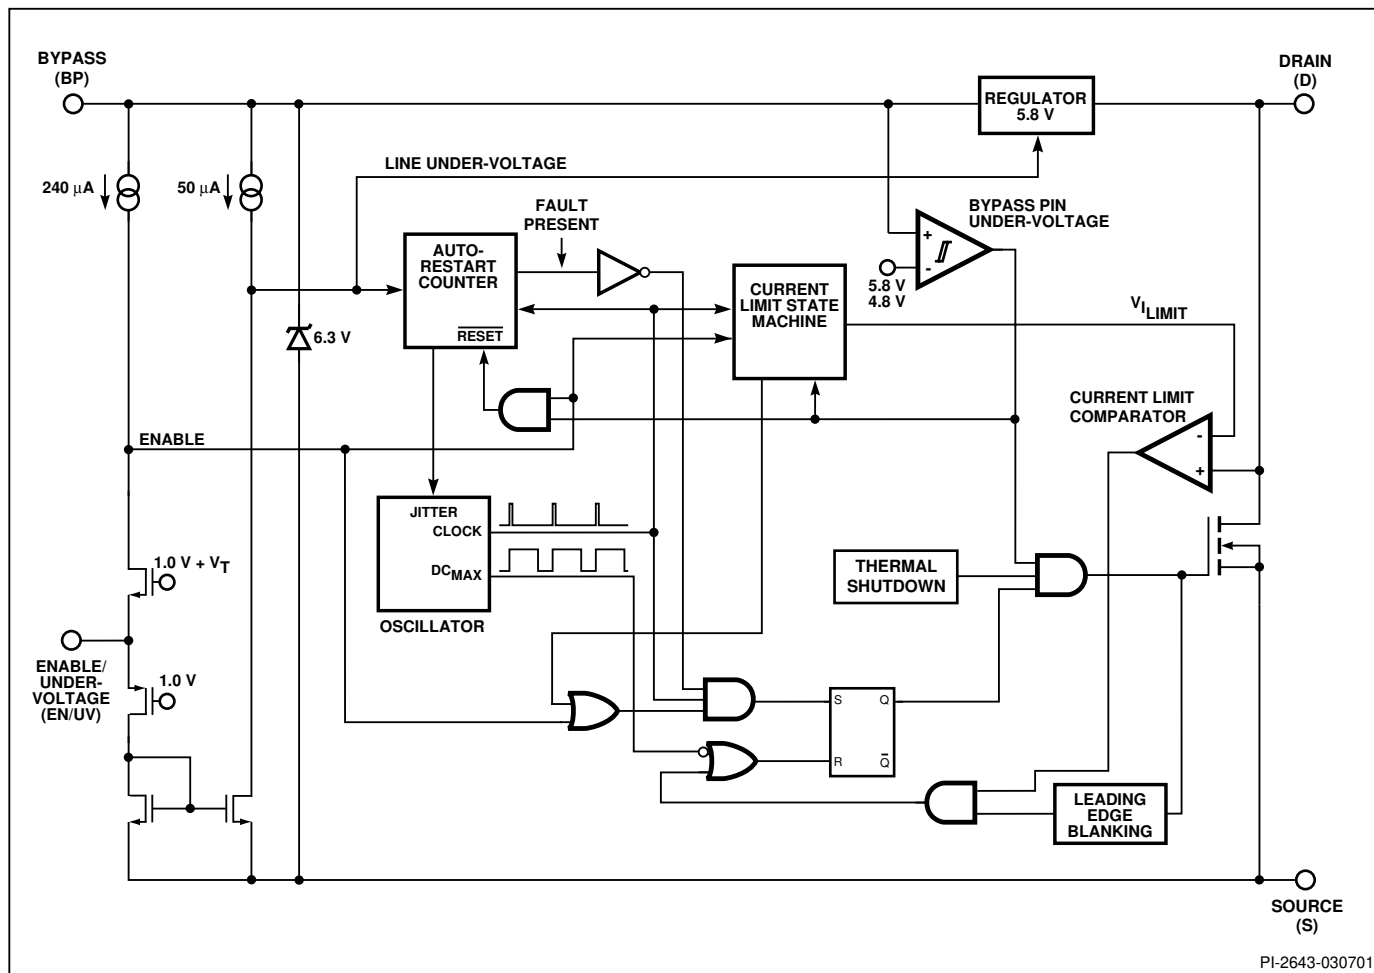 BYPASS
(BP)
DRAIN
(D)
REGULATOR
5.8 V
LINE UNDER-VOLTAGE
240 µA
50 µA
FAULT
PRESENT
BYPASS PIN
UNDER-VOLTAGE
+
-
5.8 V
4.8 V
AUTO-
RESTART
COUNTER
RESET
CURRENT
LIMIT STATE
MACHINE
VILIMIT
6.3 V
CURRENT LIMIT
COMPARATOR
-
+
ENABLE
JITTER
CLOCK
DCMAX
OSCILLATOR
1.0 V + VT
THERMAL
SHUTDOWN
ENABLE/
UNDER-
VOLTAGE
(EN/UV)
1.0 V
S Q
R Q̅
LEADING
EDGE
BLANKING
SOURCE
(S)
PI-2643-030701